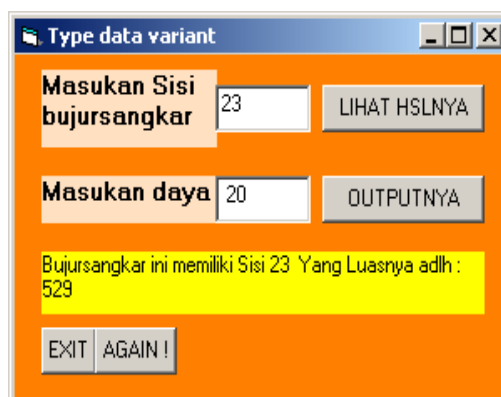 Type data variant
Masukan Sisi
bujursangkar
23
LIHAT HSLNYA
Masukan daya
20
OUTPUTNYA
Bujursangkar ini memiliki Sisi 23 Yang Luasnya adlh :
529
EXIT
AGAIN !